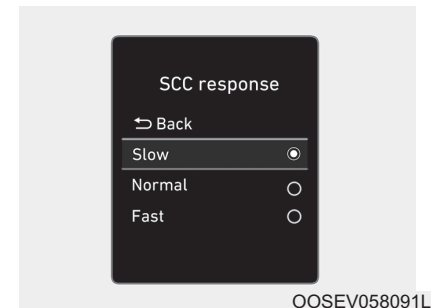 SCC response
Back
Slow
Normal
Fast
OOSEV058091L